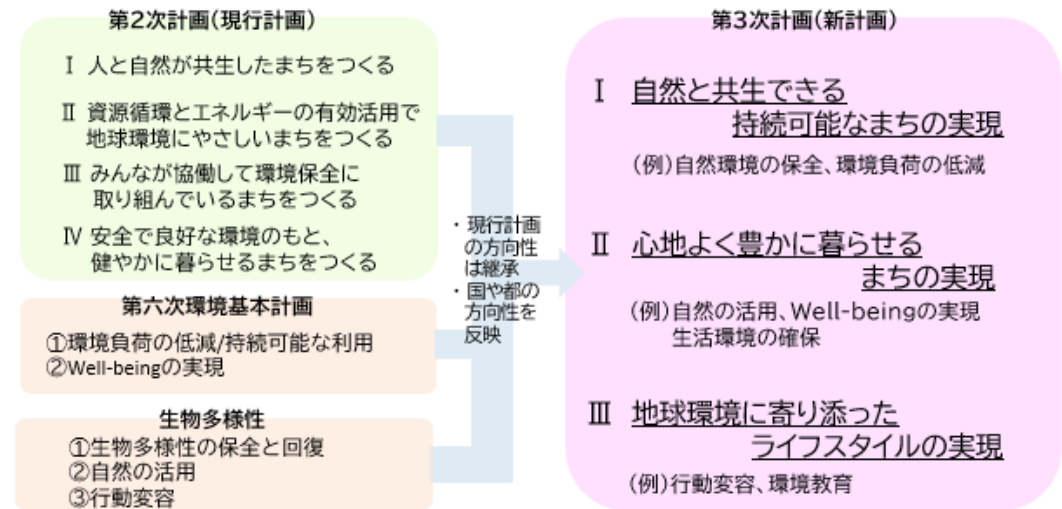 第2次計画(現行計画)
Ⅰ 人と自然が共生したまちをつくる
Ⅱ 資源循環とエネルギーの有効活用で
地球環境にやさしいまちをつくる
Ⅲ みんなが協働して環境保全に
取り組んでいるまちをつくる
Ⅳ 安全で良好な環境のもと、
健やかに暮らせるまちをつくる
第六次環境基本計画
①環境負荷の低減/持続可能な利用
②Well-beingの実現
生物多様性
①生物多様性の保全と回復
②自然の活用
③行動変容
・現行計画
の方向性
は継承
・国や都の
方向性を
反映
第3次計画(新計画)
Ⅰ 自然と共生できる
持続可能なまちの実現
(例)自然環境の保全、環境負荷の低減
Ⅱ 心地よく豊かに暮らせる
まちの実現
(例)自然の活用、Well-beingの実現
生活環境の確保
Ⅲ 地球環境に寄り添った
ライフスタイルの実現
(例)行動変容、環境教育